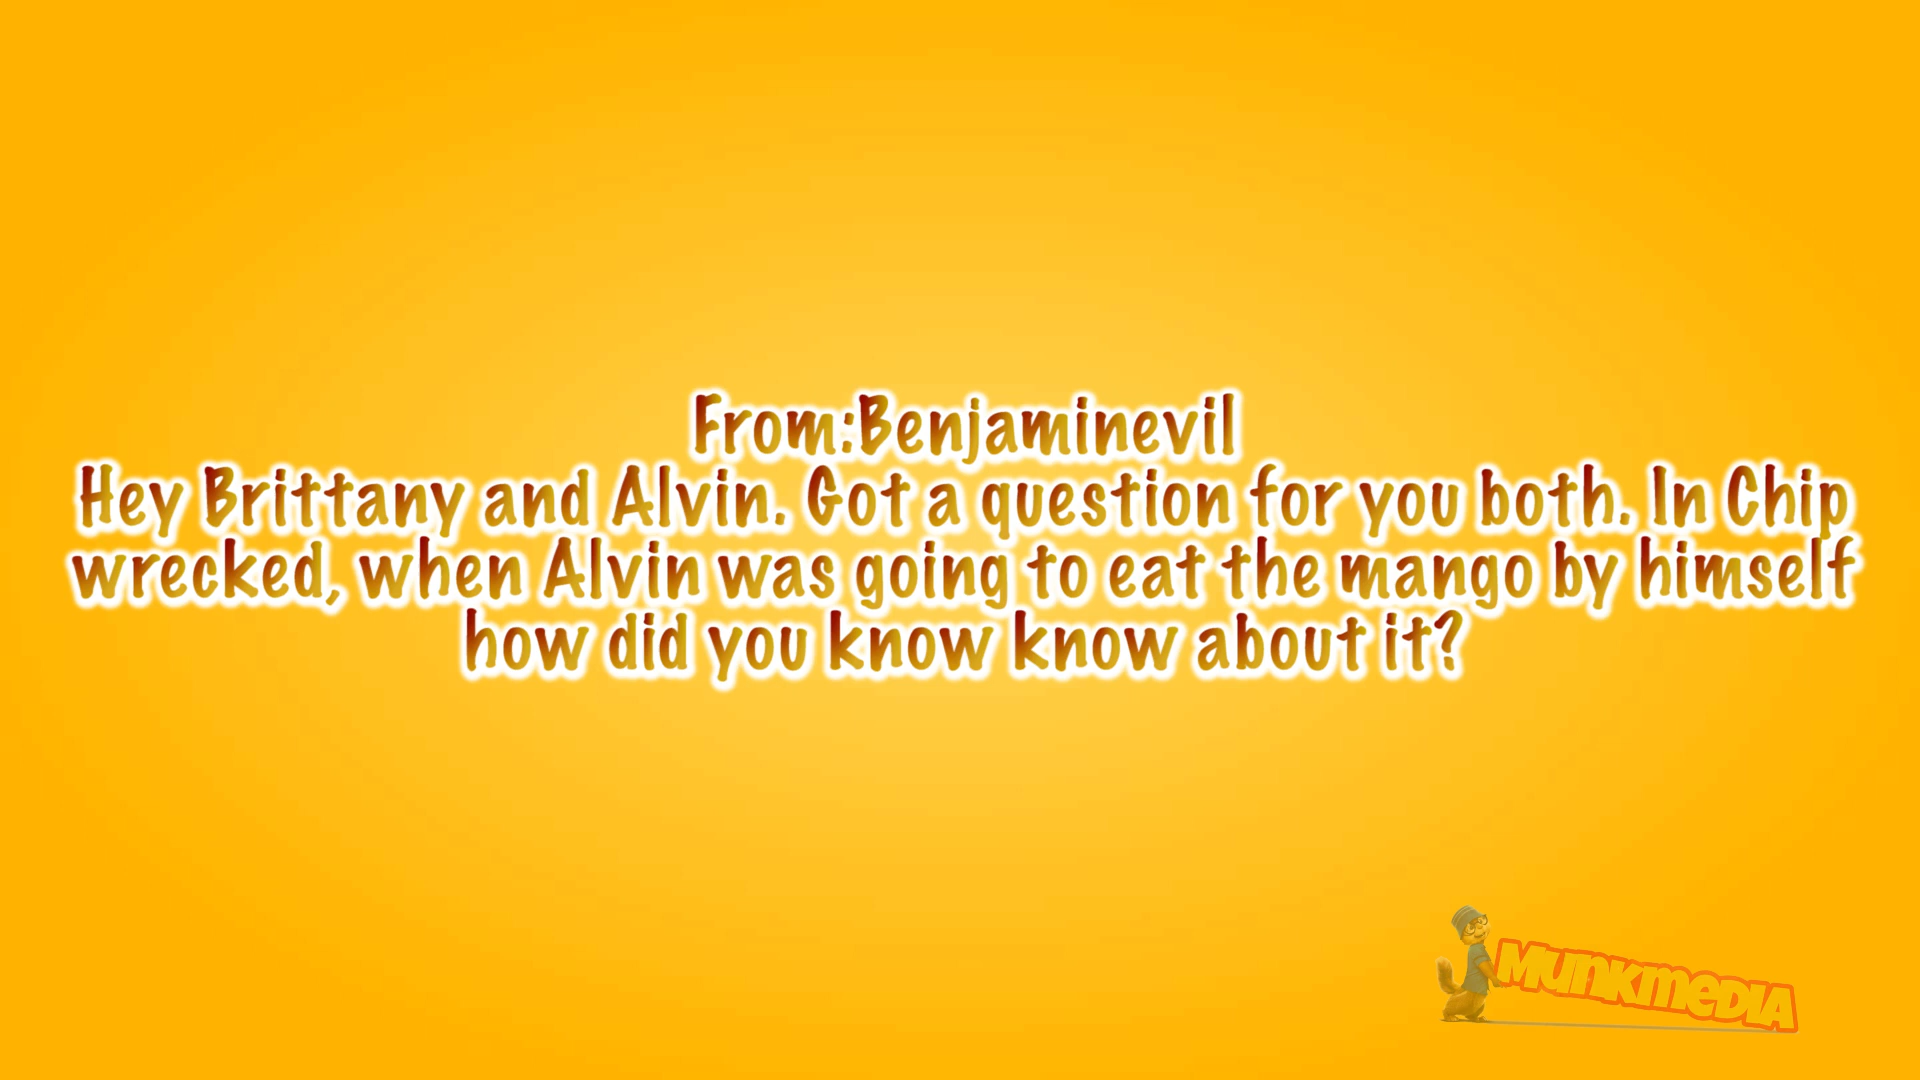 From:Benjaminevil
Hey Brittany and Alvin. Got a question for you both. In Chip
wrecked, when Alvin was going to eat the mango by himself
how did you know know about it?
MUNKMEDIA